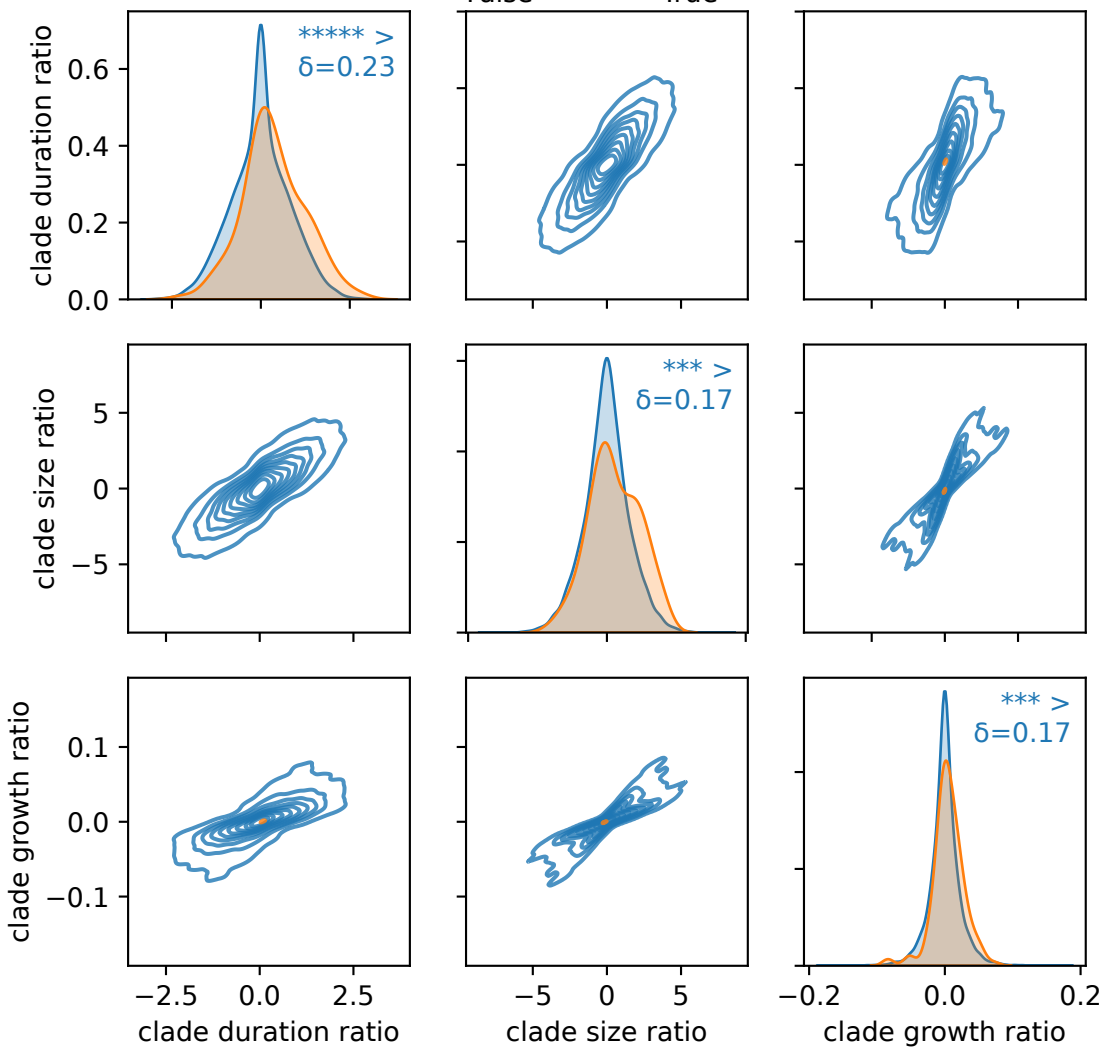 True
***** >
δ=0.23
clade duration ratio
0.6
0.4
0.2
0.0
*** >
δ=0.17
clade size ratio
5
0
−5
*** >
δ=0.17
clade growth ratio
0.1
0.0
−0.1
−2.5 0.0 2.5
−5 0 5
−0.2 0.0 0.2
clade duration ratio
clade size ratio
clade growth ratio